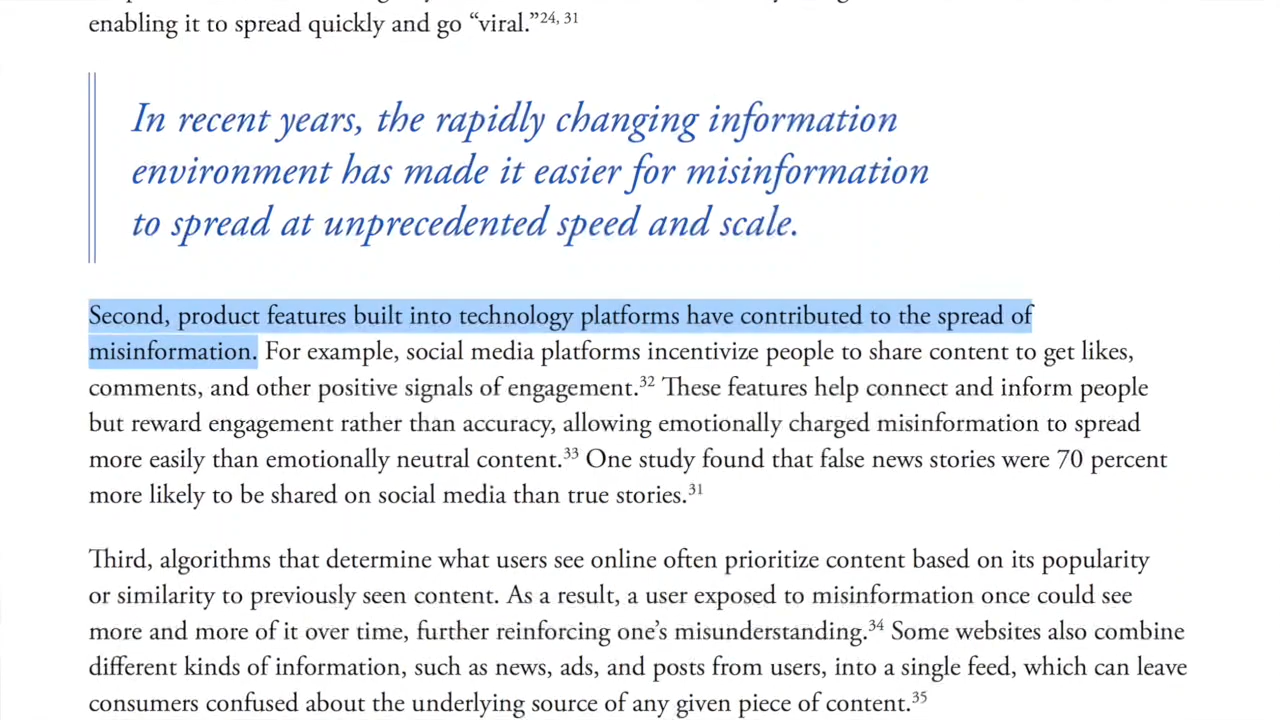 enabling it to spread quickly and go “viral.”24, 31
In recent years, the rapidly changing information
environment has made it easier for misinformation
to spread at unprecedented speed and scale.
Second, product features built into technology platforms have contributed to the spread of
misinformation. For example, social media platforms incentivize people to share content to get likes,
comments, and other positive signals of engagement.32 These features help connect and inform people
but reward engagement rather than accuracy, allowing emotionally charged misinformation to spread
more easily than emotionally neutral content.33 One study found that false news stories were 70 percent
more likely to be shared on social media than true stories.31
Third, algorithms that determine what users see online often prioritize content based on its popularity
or similarity to previously seen content. As a result, a user exposed to misinformation once could see
more and more of it over time, further reinforcing one’s misunderstanding.34 Some websites also combine
different kinds of information, such as news, ads, and posts from users, into a single feed, which can leave
consumers confused about the underlying source of any given piece of content.35